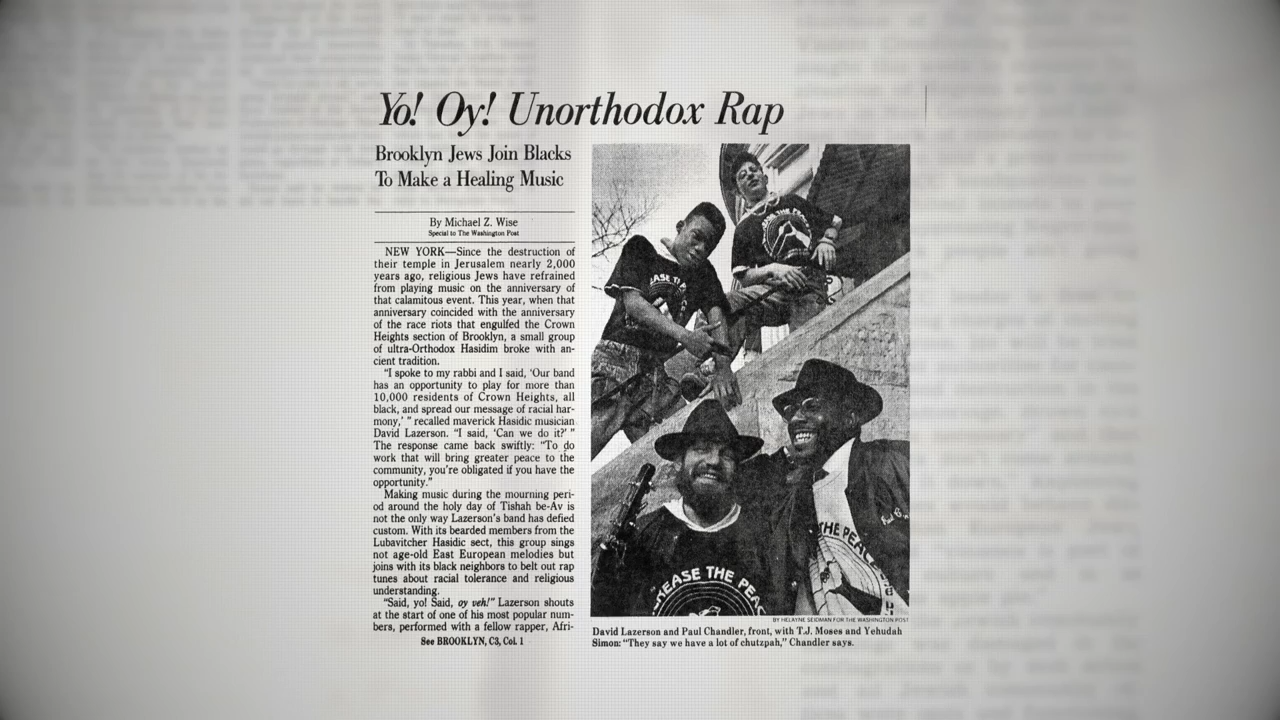 Yo! Oy! Unorthodox Rap
Brooklyn Jews Join Blacks
To Make a Healing Music
By Michael Z. Wise
Special to The Washington Post
NEW YORK—Since the destruction of
their temple in Jerusalem nearly 2,000
years ago, religious Jews have refrained
from playing music on the anniversary of
that calamitous event. This year, when that
anniversary coincided with the anniversary
of the race riots that engulfed the Crown
Heights section of Brooklyn, a small group
of ultra-Orthodox Hasidim broke with an-
cient tradition.
"I spoke to my rabbi and I said, 'Our band
has an opportunity to play for more than
10,000 residents of Crown Heights, all
black, and spread our message of racial har-
mony,' " recalled maverick Hasidic musician
David Lazerson. "I said, 'Can we do it?' "
The response came back swiftly: "To do
work that will bring greater peace to the
community, you're obligated if you have the
opportunity."
Making music during the mourning peri-
od around the holy day of Tishah be-Av is
not the only way Lazerson's band has defied
custom. With its bearded members from the
Lubavitcher Hasidic sect, this group sings
not age-old East European melodies but
joins with its black neighbors to belt out rap
tunes about racial tolerance and religious
understanding.
"Said, yo! Said, oy veh!" Lazerson shouts
at the start of one of his most popular num-
bers, performed with a fellow rapper, Afri-
See BROOKLYN, C3, Col. 1
EASE THE PEAC
THE PEAC
BY HELAYNE SEIDMAN FOR THE WASHINGTON POST
David Lazerson and Paul Chandler, front, with T.J. Moses and Yehudah
Simon: "They say we have a lot of chutzpah," Chandler says.